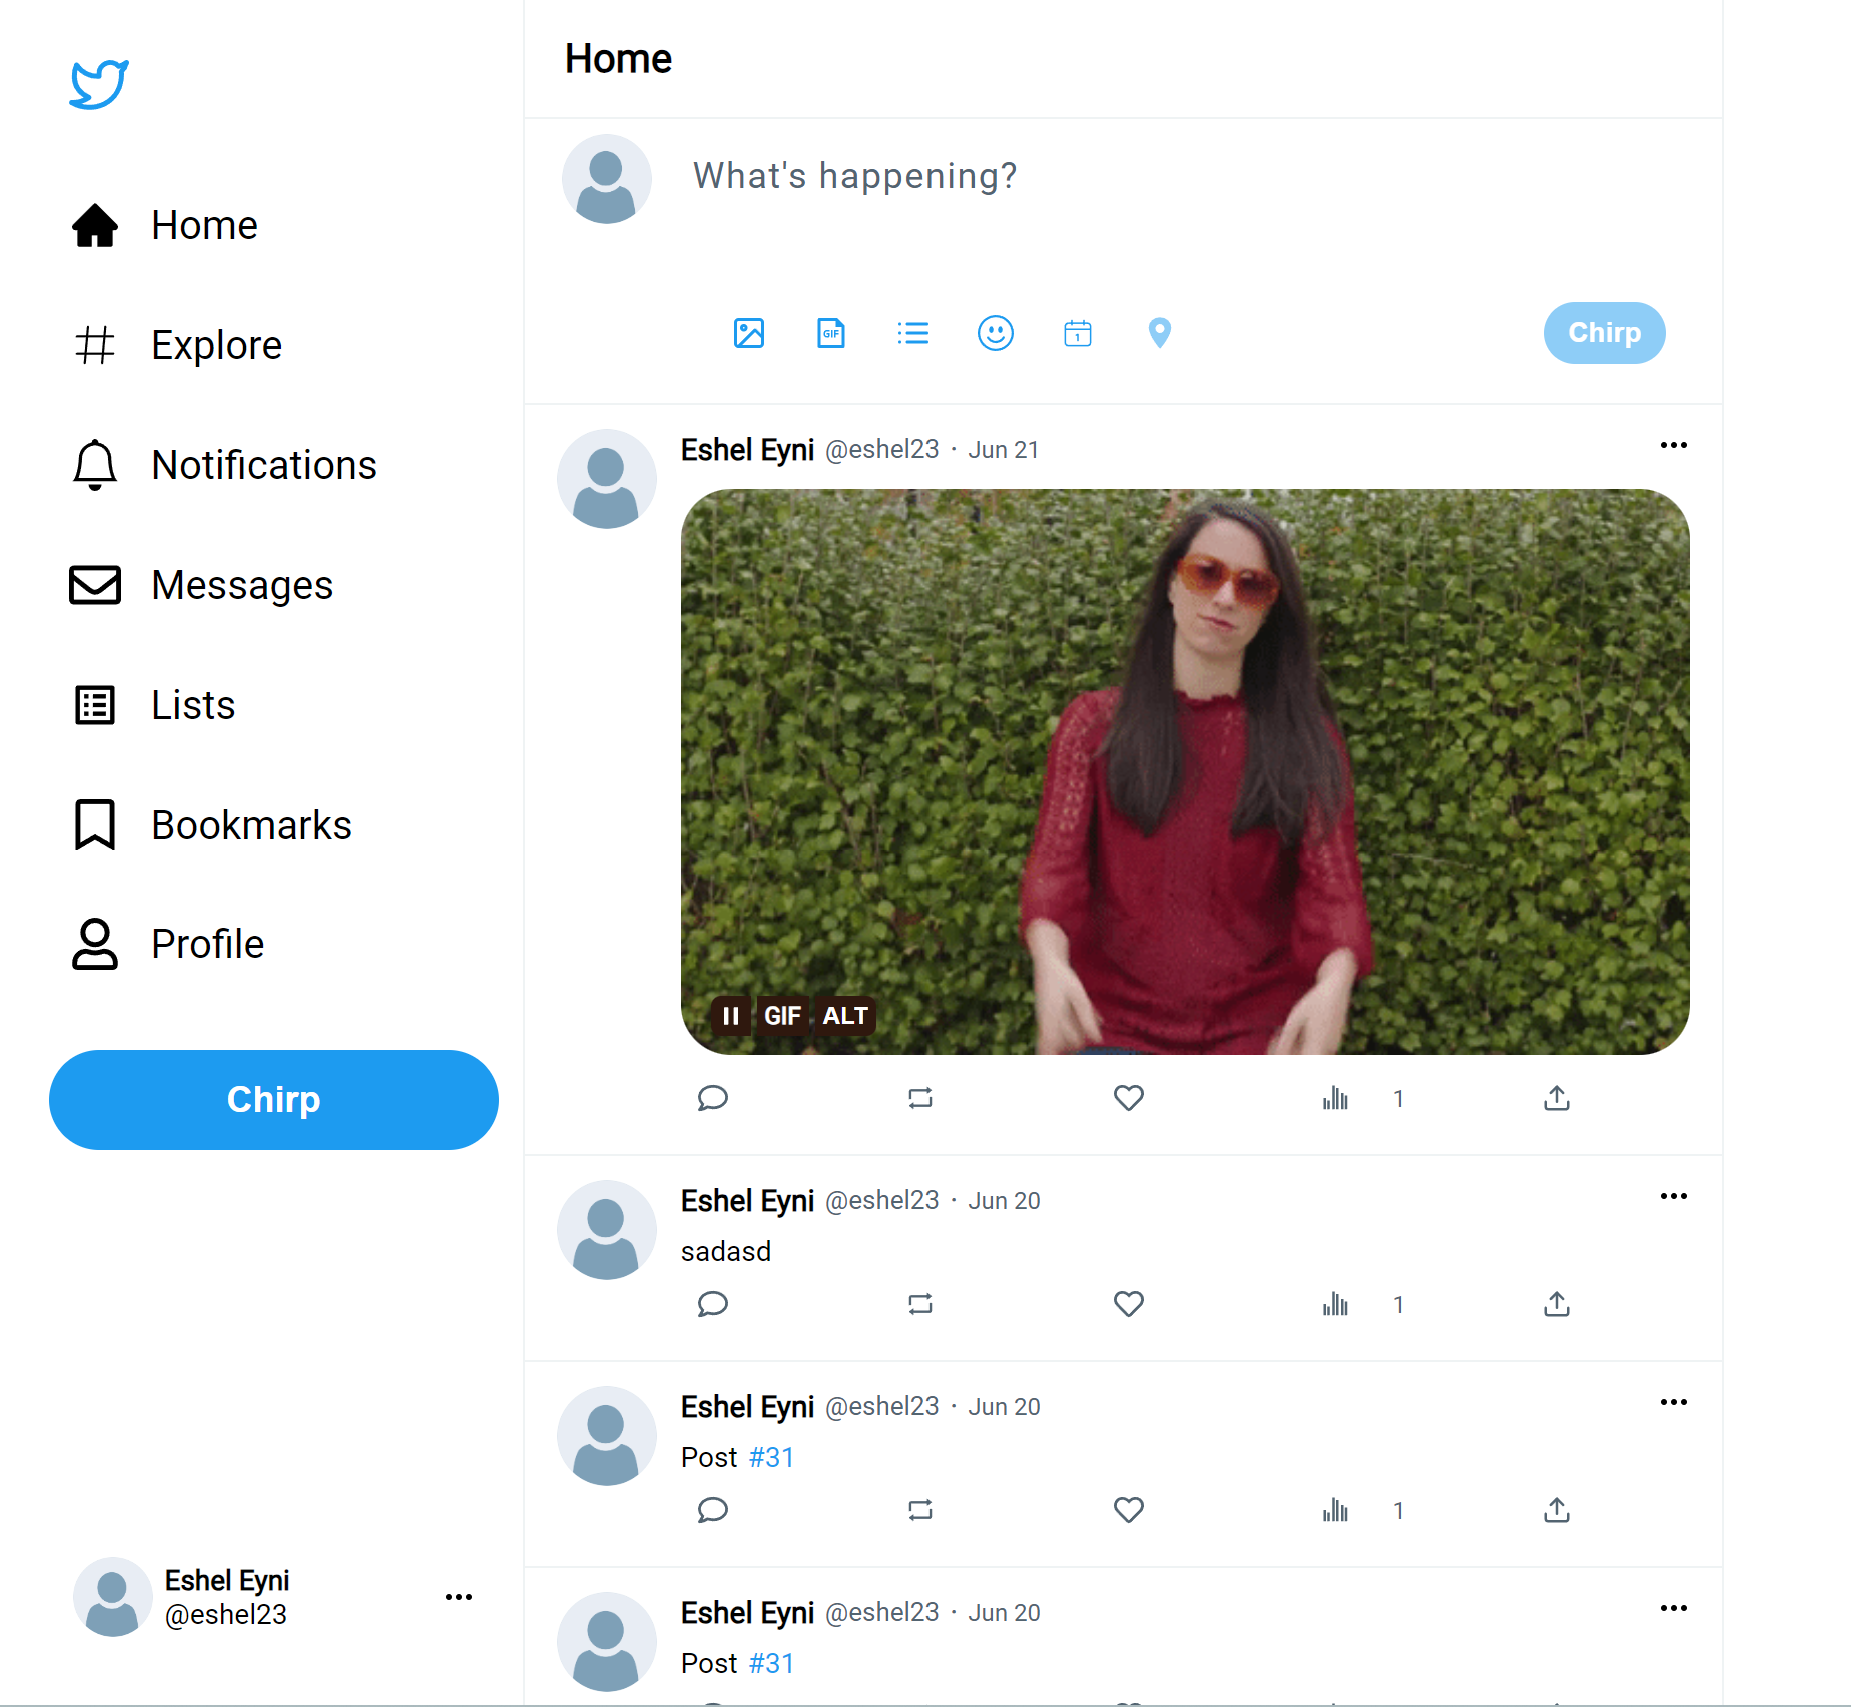 Home
Explore
Notifications
Messages
Lists
Bookmarks
Profile
Chirp
Eshel Eyni
@eshel23
Home
What's happening?
GIF
1
Chirp
Eshel Eyni @eshel23 · Jun 21
GIF ALT
1
Eshel Eyni @eshel23 · Jun 20
sadasd
1
Eshel Eyni @eshel23 · Jun 20
Post #31
1
Eshel Eyni @eshel23 · Jun 20
Post #31